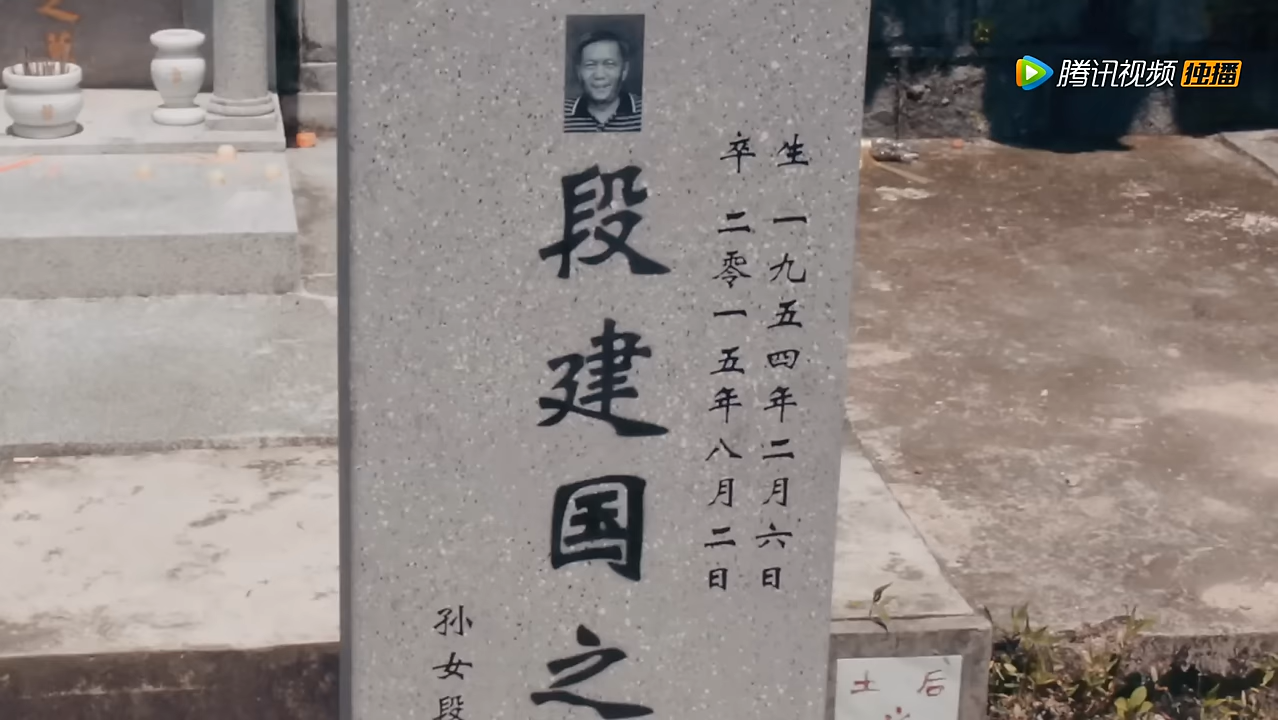 腾讯视频 独播
生 一九五四年二月六日
卒 二零一五年八月二日
段建国之
孙女段
后
土